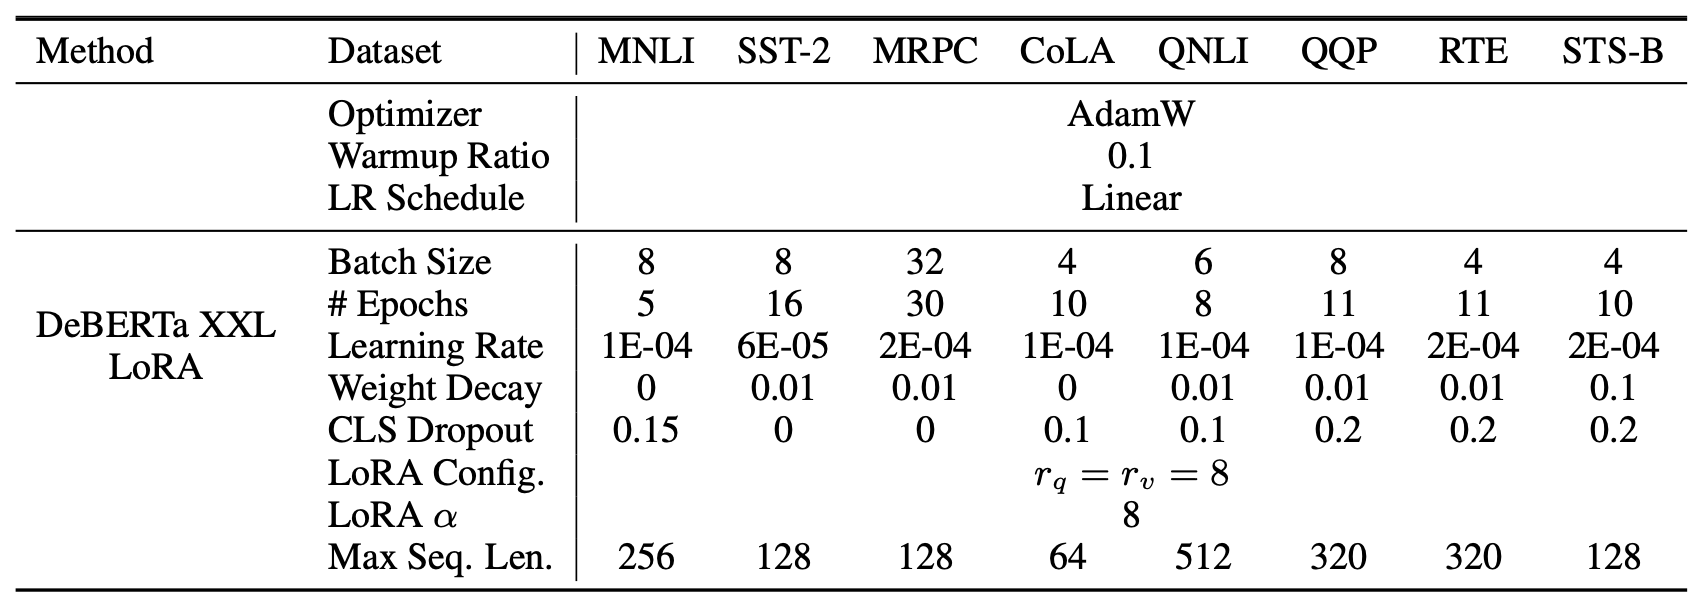 Method Dataset MNLI SST-2 MRPC CoLA QNLI QQP RTE STS-B
Optimizer AdamW
Warmup Ratio 0.1
LR Schedule Linear
DeBERTa XXL
LoRA
Batch Size 8 8 32 4 6 8 4 4
# Epochs 5 16 30 10 8 11 11 10
Learning Rate 1E-04 6E-05 2E-04 1E-04 1E-04 1E-04 2E-04 2E-04
Weight Decay 0 0.01 0.01 0 0.01 0.01 0.01 0.1
CLS Dropout 0.15 0 0 0.1 0.1 0.2 0.2 0.2
LoRA Config. r_q = r_v = 8
LoRA α 8
Max Seq. Len. 256 128 128 64 512 320 320 128